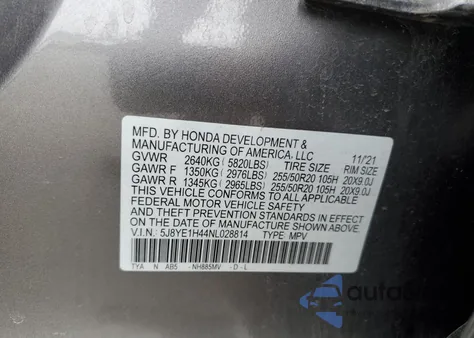 MFD. BY HONDA DEVELOPMENT &
MANUFACTURING OF AMERICA, LLC 11/21
GVWR 2640KG (5820LBS) TIRE SIZE RIM SIZE
GAWR F 1350KG (2976LBS) 255/50R20 105H 20X9.0J
GAWR R 1345KG (2965LBS) 255/50R20 105H 20X9.0J
THIS VEHICLE CONFORMS TO ALL APPLICABLE
FEDERAL MOTOR VEHICLE SAFETY
AND THEFT PREVENTION STANDARDS IN EFFECT
ON THE DATE OF MANUFACTURE SHOWN ABOVE.
V.I.N.: 5J8YE1H44NL028814 TYPE: MPV
TYA N AB5 -NH885MV -D-L